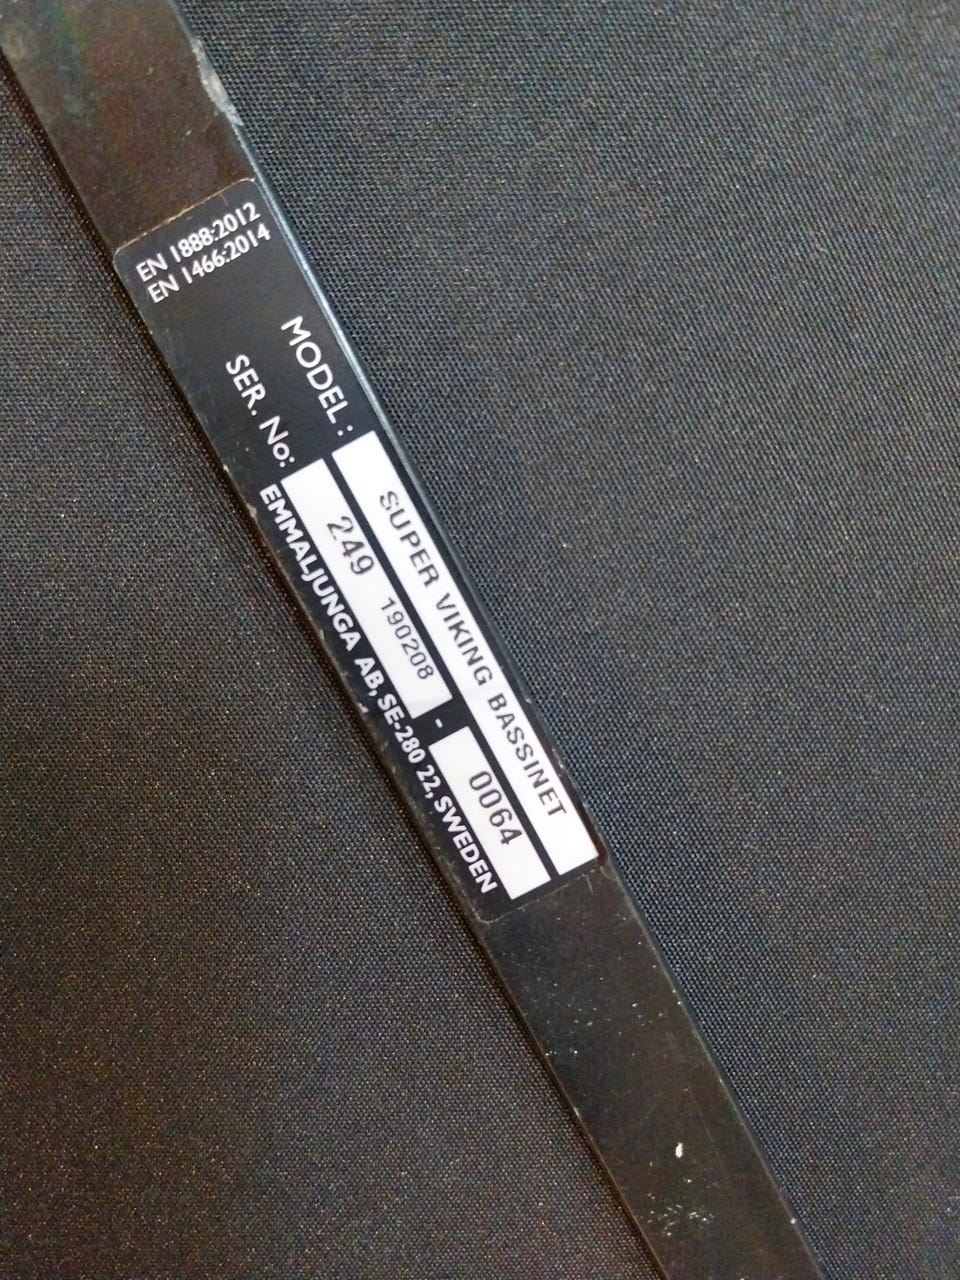 EN 1888:2012
EN 1466:2014
MODEL: SUPER VIKING BASSINET
SER. No: 249 190208 - 0064
EMMALJUNGA AB, SE-280 22, SWEDEN